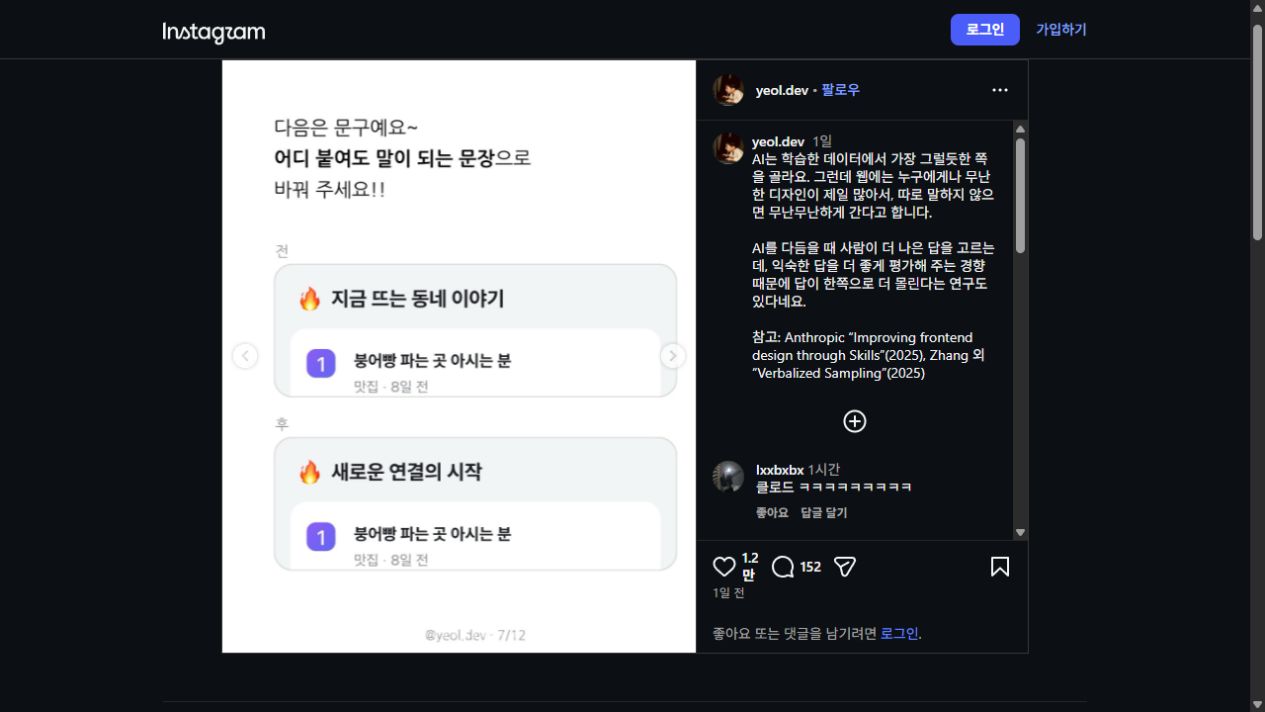 Instagram
로그인
가입하기
다음은 문구예요~
어디 붙여도 말이 되는 문장으로
바꿔 주세요!!
전
🔥 지금 뜨는 동네 이야기
1 붕어빵 파는 곳 아시는 분
맛집 · 8일 전
후
🔥 새로운 연결의 시작
1 붕어빵 파는 곳 아시는 분
맛집 · 8일 전
@yeol.dev · 7/12
yeol.dev · 팔로우
yeol.dev 1일
AI는 학습한 데이터에서 가장 그럴듯한 쪽
을 골라요. 그런데 웹에는 누구에게나 무난
한 디자인이 제일 많아서, 따로 말하지 않으
면 무난무난하게 간다고 합니다.
AI를 다듬을 때 사람이 더 나은 답을 고르는
데, 익숙한 답을 더 좋게 평가해 주는 경향
때문에 답이 한쪽으로 더 몰린다는 연구도
있다네요.
참고: Anthropic “Improving frontend
design through Skills”(2025), Zhang 외
“Verbalized Sampling”(2025)
lxxbxbx 1시간
클로드 ㅋㅋㅋㅋㅋㅋㅋㅋㅋ
좋아요 답글 달기
1.2
만
152
1일 전
좋아요 또는 댓글을 남기려면 로그인.